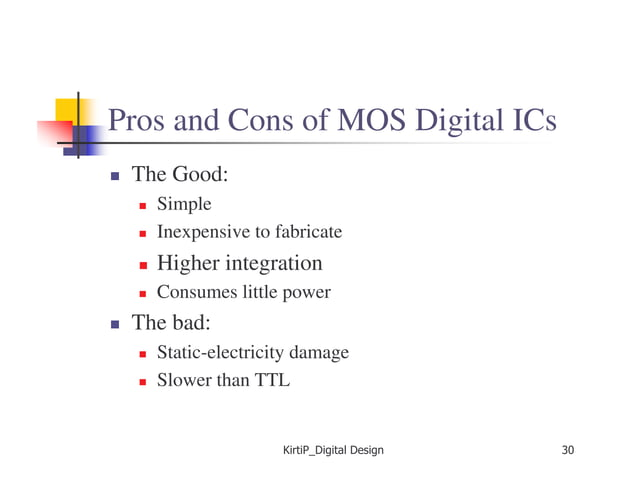 Pros and Cons of MOS Digital ICs
The Good:
Simple
Inexpensive to fabricate
Higher integration
Consumes little power
The bad:
Static-electricity damage
Slower than TTL
KirtiP_Digital Design
30